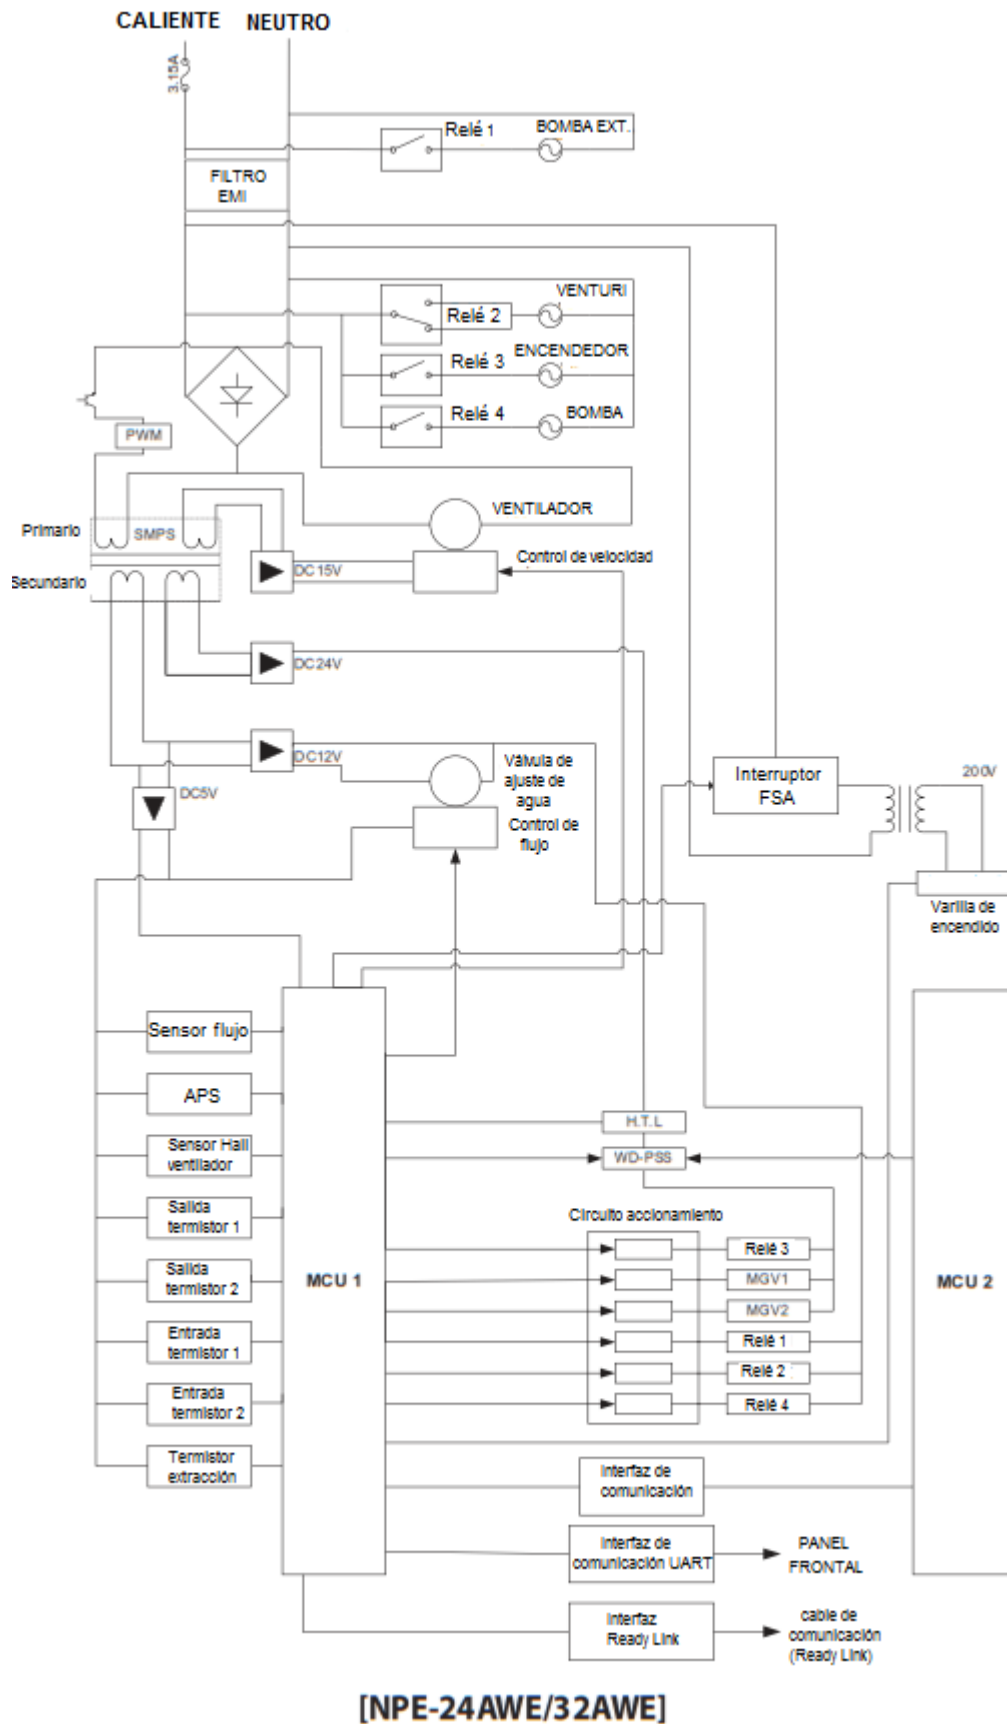 CALIENTE NEUTRO
3.15A
Relé 1
BOMBA EXT.
FILTRO
EMI
VENTURI
Relé 2
ENCENDEDOR
Relé 3
Relé 4
BOMBA
PWM
VENTILADOR
Primario
SMPS
Control de velocidad
DC15V
Secundario
DC24V
DC12V
Válvula de
ajuste de
agua
DC5V
Control de
flujo
Interruptor
FSA
200V
Varilla de
encendido
Sensor flujo
APS
Sensor Hall
ventilador
Salida
termistor 1
Salida
termistor 2
Entrada
termistor 1
Entrada
termistor 2
Termistor
extracción
MCU 1
H.T.L
WD-PSS
Circuito accionamiento
Relé 3
MGV1
MGV2
Relé 1
Relé 2
Relé 4
MCU 2
Interfaz de
comunicación
Interfaz de
comunicación UART
PANEL
FRONTAL
Interfaz
Ready Link
cable de
comunicación
(Ready Link)
[NPE-24AWE/32AWE]